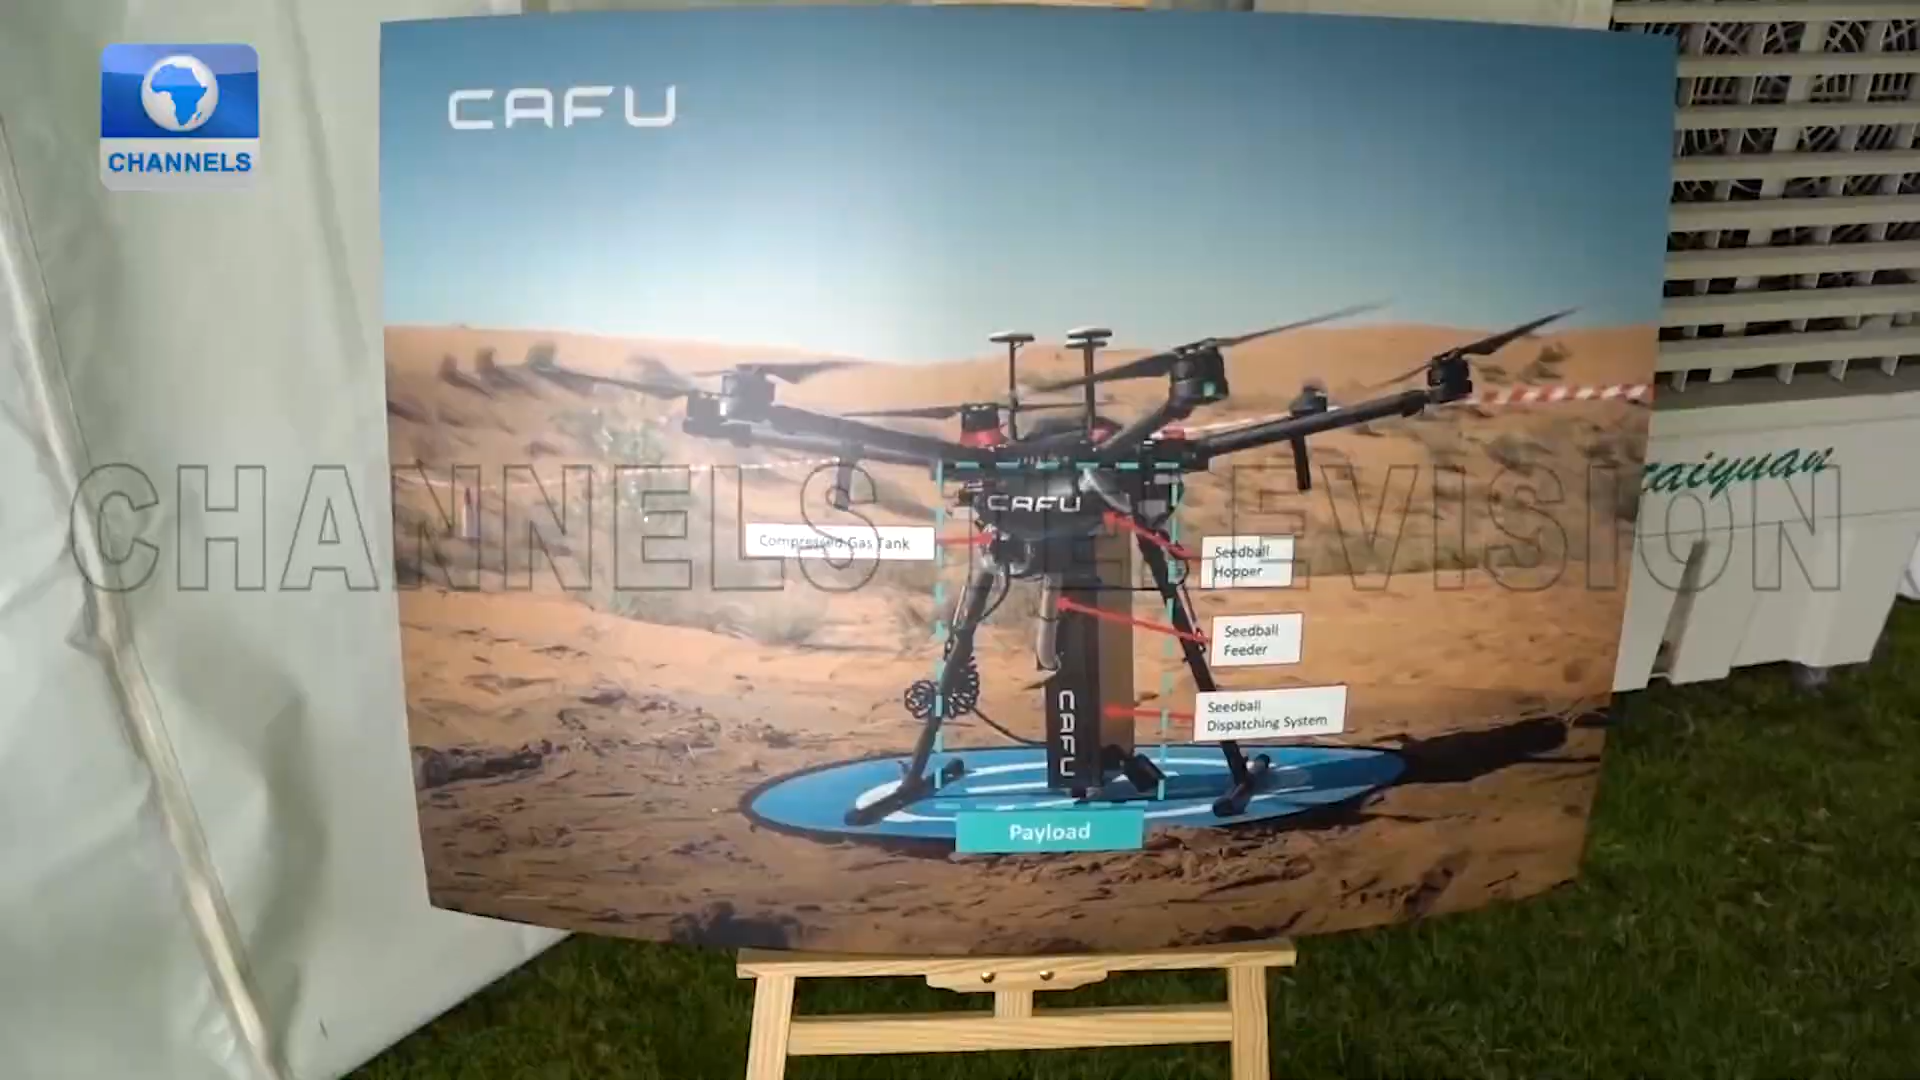 CHANNELS
CAFU
CHANNELS TELEVISION
taiyuan
CAFU
Compressed Gas Tank
Seedball
Hopper
Seedball
Feeder
CAFU
Seedball
Dispatching System
Payload